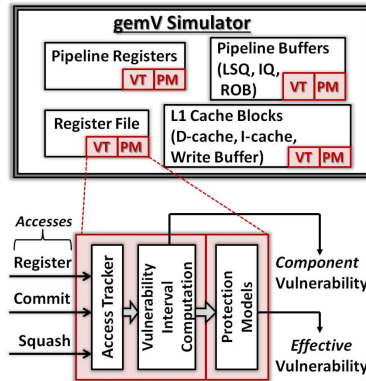 gemV Simulator
Pipeline Registers
VT PM
Pipeline Buffers
(LSQ, IQ,
ROB)
VT PM
Register File
VT PM
L1 Cache Blocks
(D-cache, I-cache,
Write Buffer)
VT PM
Accesses
Register
Commit
Squash
Access Tracker
Vulnerability
Interval
Computation
Protection
Models
Component
Vulnerability
Effective
Vulnerability